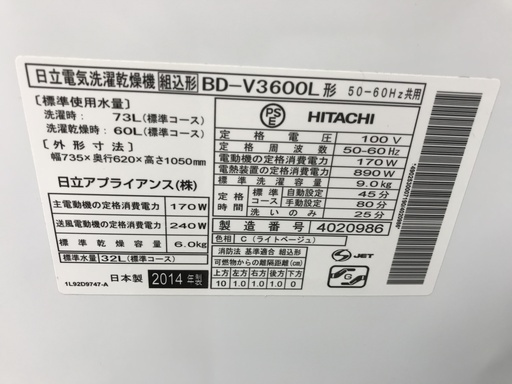 日立電気洗濯乾燥機 組込形 BD-V3600L形 50-60Hz共用
[標準使用水量]
洗濯時: 73L(標準コース)
洗濯〜乾燥時: 60L(標準コース)
[外形寸法]
幅735×奥行620×高さ1050mm
日立アプライアンス(株)
主電動機の定格消費電力 170W
送風電動機の定格消費電力 240W
標準乾燥容量 6.0kg
標準水量 32L(標準コース)
日本製 2014年製
1L92D9747-A
PS
E
HITACHI
定格電圧 100V
定格周波数 50-60Hz
電動機の定格消費電力 170W
電熱装置の定格消費電力 890W
標準洗濯容量 9.0kg
定格時間 標準コース 自動設定 45分
手動設定 80分
洗いのみ 25分
製造番号 4020986
色相 C(ライトベージュ)
消防法 基準適合 組込形
可燃物からの離隔距離(cm)
上方 左方 右方 前方 後方 下方
10 1.0 1.0 1.0 1.0 0
S JET